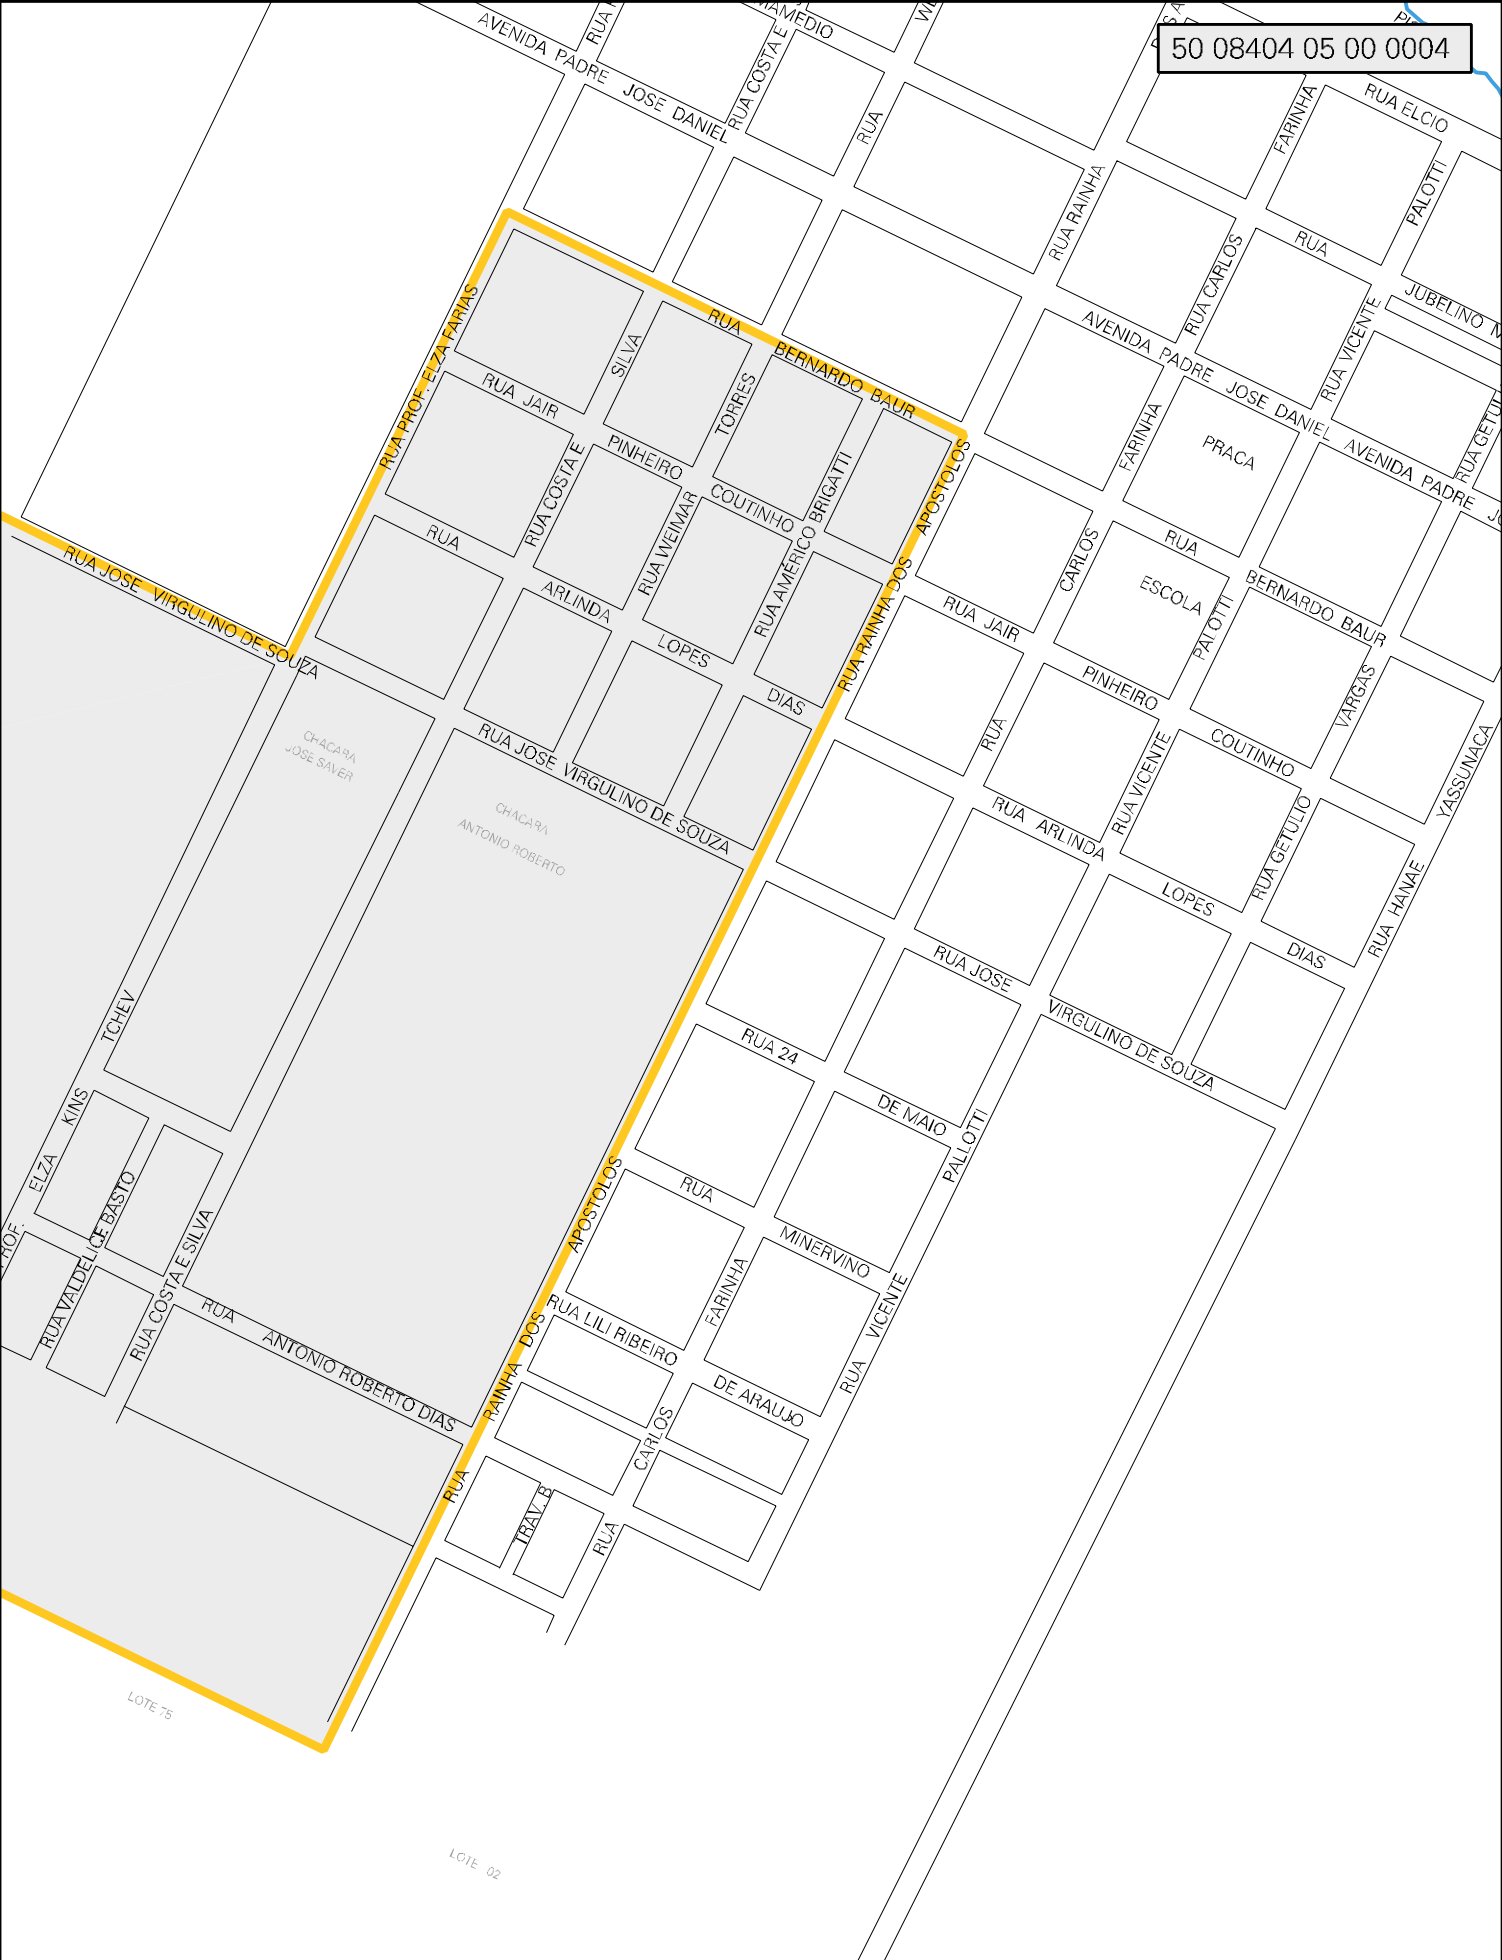 50 08404 05 00 0004
AVENIDA PADRE JOSE DANIEL
RUA COSTA E
RUA
RUA RAINHA
FARINHA
RUA ELCIO
PALOTTI
RUA
JUBELINO
RUA CARLOS
RUA VICENTE
AVENIDA PADRE JOSE DANIEL
AVENIDA PADRE
RUA PROF. ELZA FARIAS
RUA
BERNARDO BAUR
SILVA
TORRES
RUA JAIR
PINHEIRO
COUTINHO
RUA COSTA E
RUA WEIMAR
RUA AMÉRICO BRIGATTI
APOSTOLOS
RUA RAINHA DOS
FARINHA
PRACA
RUA
ESCOLA
BERNARDO BAUR
CARLOS
PALOTTI
VARGAS
YASSUNACA
RUA
ARLINDA
LOPES
DIAS
RUA JOSE VIRGULINO DE SOUZA
RUA JOSE VIRGULINO DE SOUZA
RUA JAIR
PINHEIRO
COUTINHO
RUA
RUA VICENTE
RUA GETULIO
RUA HANAE
RUA ARLINDA
LOPES
DIAS
CHACARA
JOSE SAVER
CHACARA
ANTONIO ROBERTO
RUA JOSE
VIRGULINO DE SOUZA
TCHEV
KINS
ELZA
RUA VALDELICE BASTO
RUA COSTA E SILVA
RUA 24
DE MAIO
PALLOTTI
RUA
MINERVINO
APOSTOLOS
FARINHA
VICENTE
RUA
RUA LILI RIBEIRO
DE ARAUJO
RUA
ANTONIO ROBERTO DIAS
DOS
RAINHA
RUA
CARLOS
TRAV. B
RUA
LOTE 75
LOTE 02